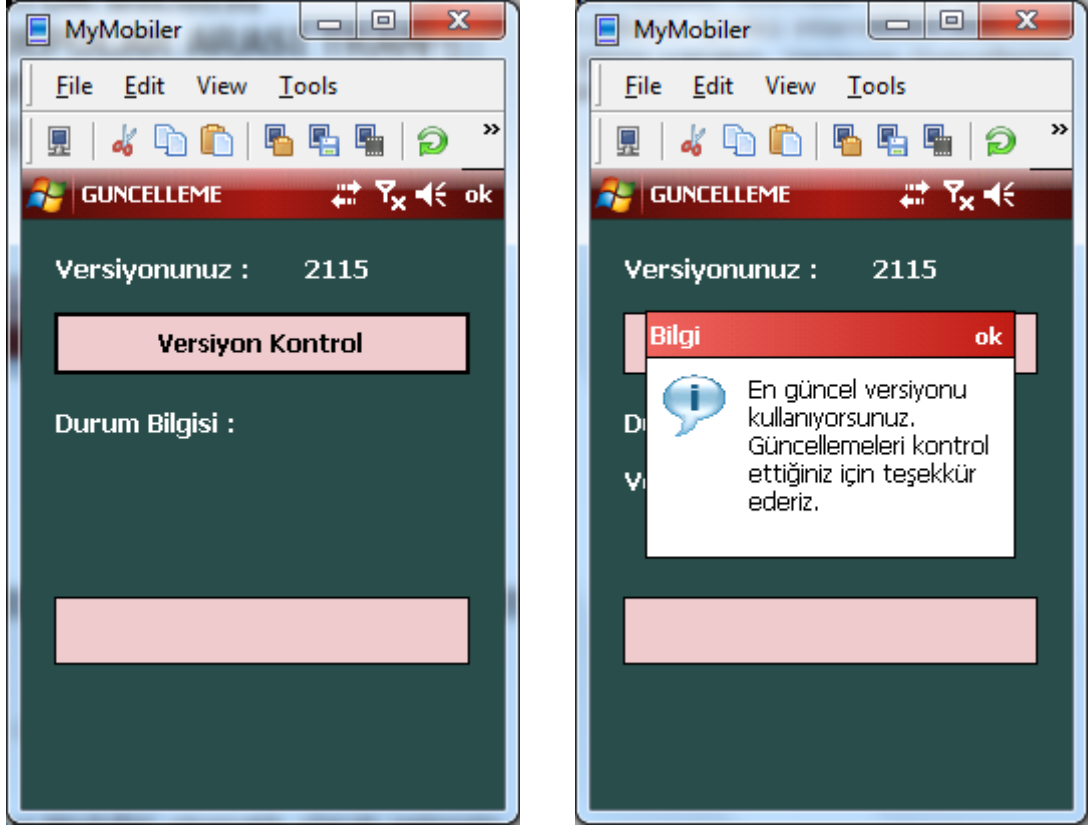 MyMobiler
File Edit View Tools
GUNCELLEME ok
Versiyonunuz : 2115
Versiyon Kontrol
Durum Bilgisi :
MyMobiler
File Edit View Tools
GUNCELLEME
Versiyonunuz : 2115
Bilgi ok
En güncel versiyonu
kullanıyorsunuz.
Güncellemeleri kontrol
ettiğiniz için teşekkür
ederiz.